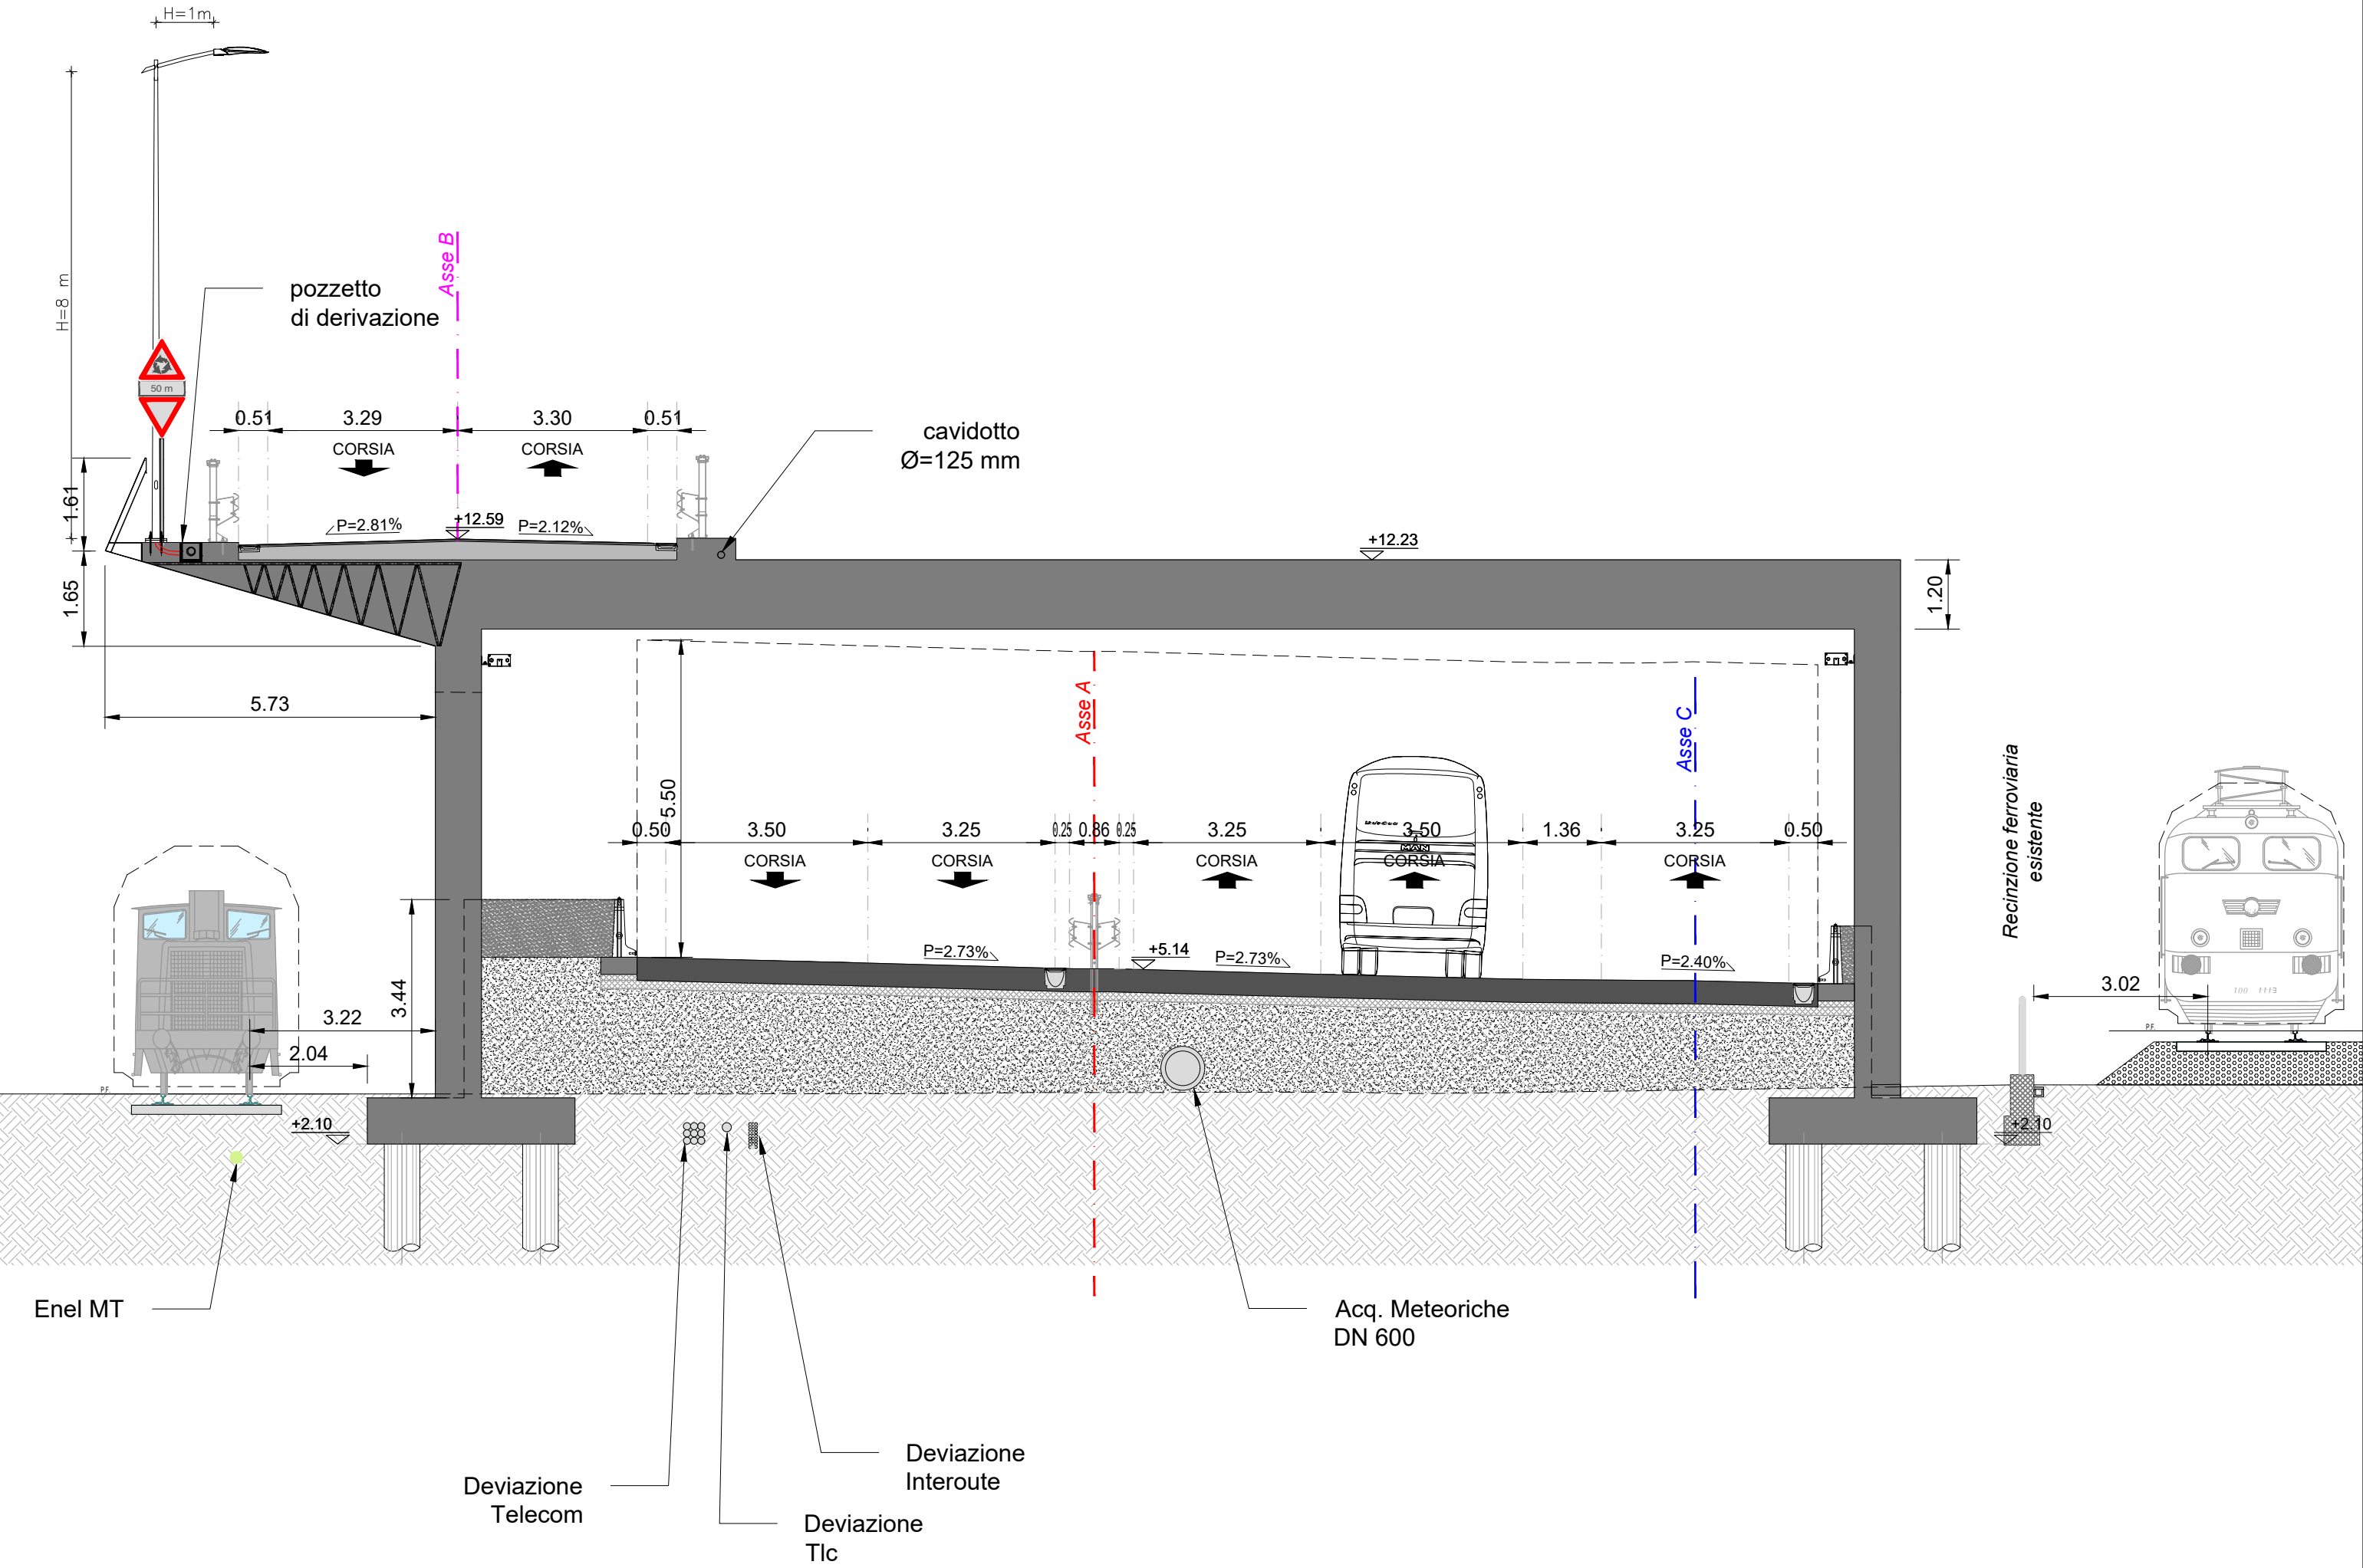 H=1m
H=8 m
Asse B
pozzetto
di derivazione
50 m
0.51
3.29
3.30
0.51
CORSIA
CORSIA
cavidotto
Ø=125 mm
1.61
P=2.81%
+12.59
P=2.12%
+12.23
1.65
1.20
5.73
Asse A
Asse C
Recinzione ferroviaria
esistente
5.50
0.50
3.50
3.25
0.25
0.86
0.25
3.25
3.50
1.36
3.25
0.50
MAN
CORSIA
CORSIA
CORSIA
CORSIA
CORSIA
P=2.73%
+5.14
P=2.73%
P=2.40%
3.44
3.22
2.04
3.02
P.F.
P.F.
+2.10
+2.10
Enel MT
Acq. Meteoriche
DN 600
Deviazione
Interoute
Deviazione
Telecom
Deviazione
Tlc